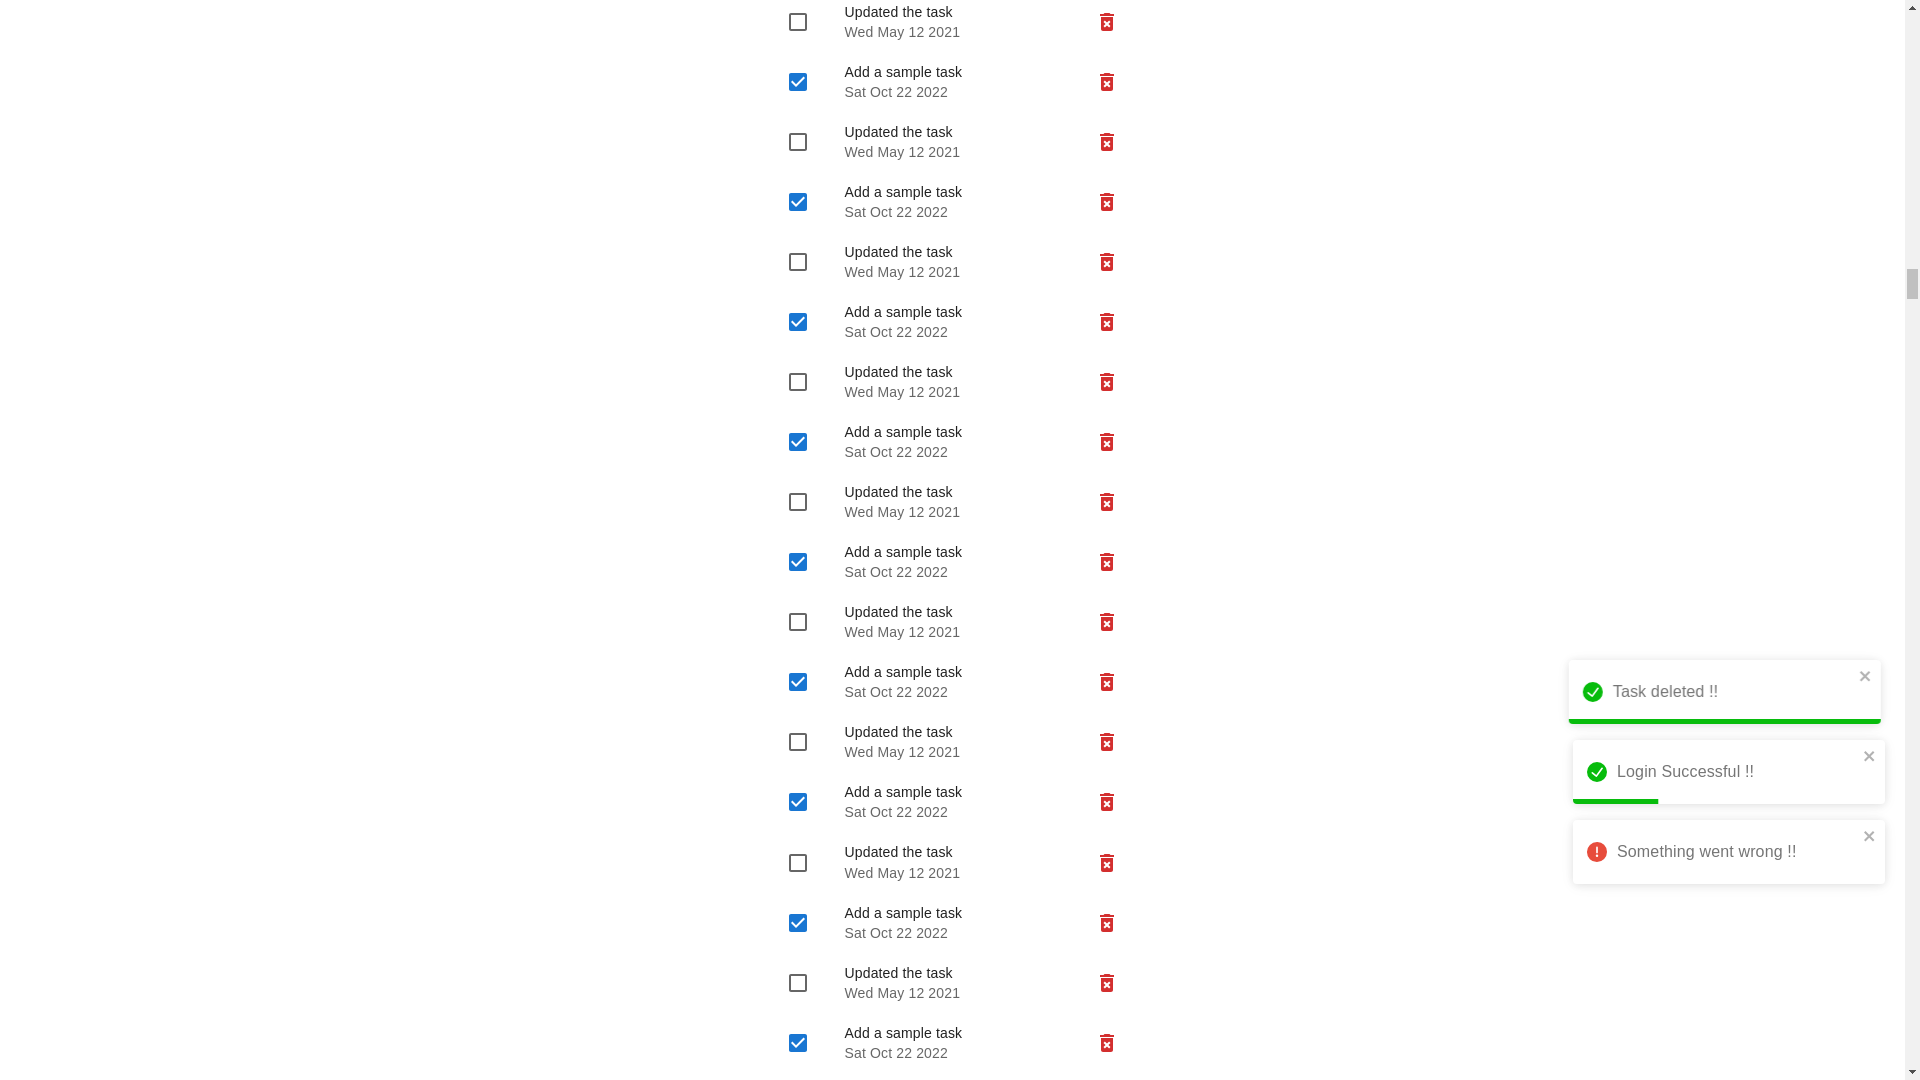 Updated the task
Wed May 12 2021
Add a sample task
Sat Oct 22 2022
Updated the task
Wed May 12 2021
Add a sample task
Sat Oct 22 2022
Updated the task
Wed May 12 2021
Add a sample task
Sat Oct 22 2022
Updated the task
Wed May 12 2021
Add a sample task
Sat Oct 22 2022
Updated the task
Wed May 12 2021
Add a sample task
Sat Oct 22 2022
Updated the task
Wed May 12 2021
Add a sample task
Sat Oct 22 2022
Updated the task
Wed May 12 2021
Add a sample task
Sat Oct 22 2022
Updated the task
Wed May 12 2021
Add a sample task
Sat Oct 22 2022
Updated the task
Wed May 12 2021
Add a sample task
Sat Oct 22 2022
Task deleted !!
Login Successful !!
Something went wrong !!